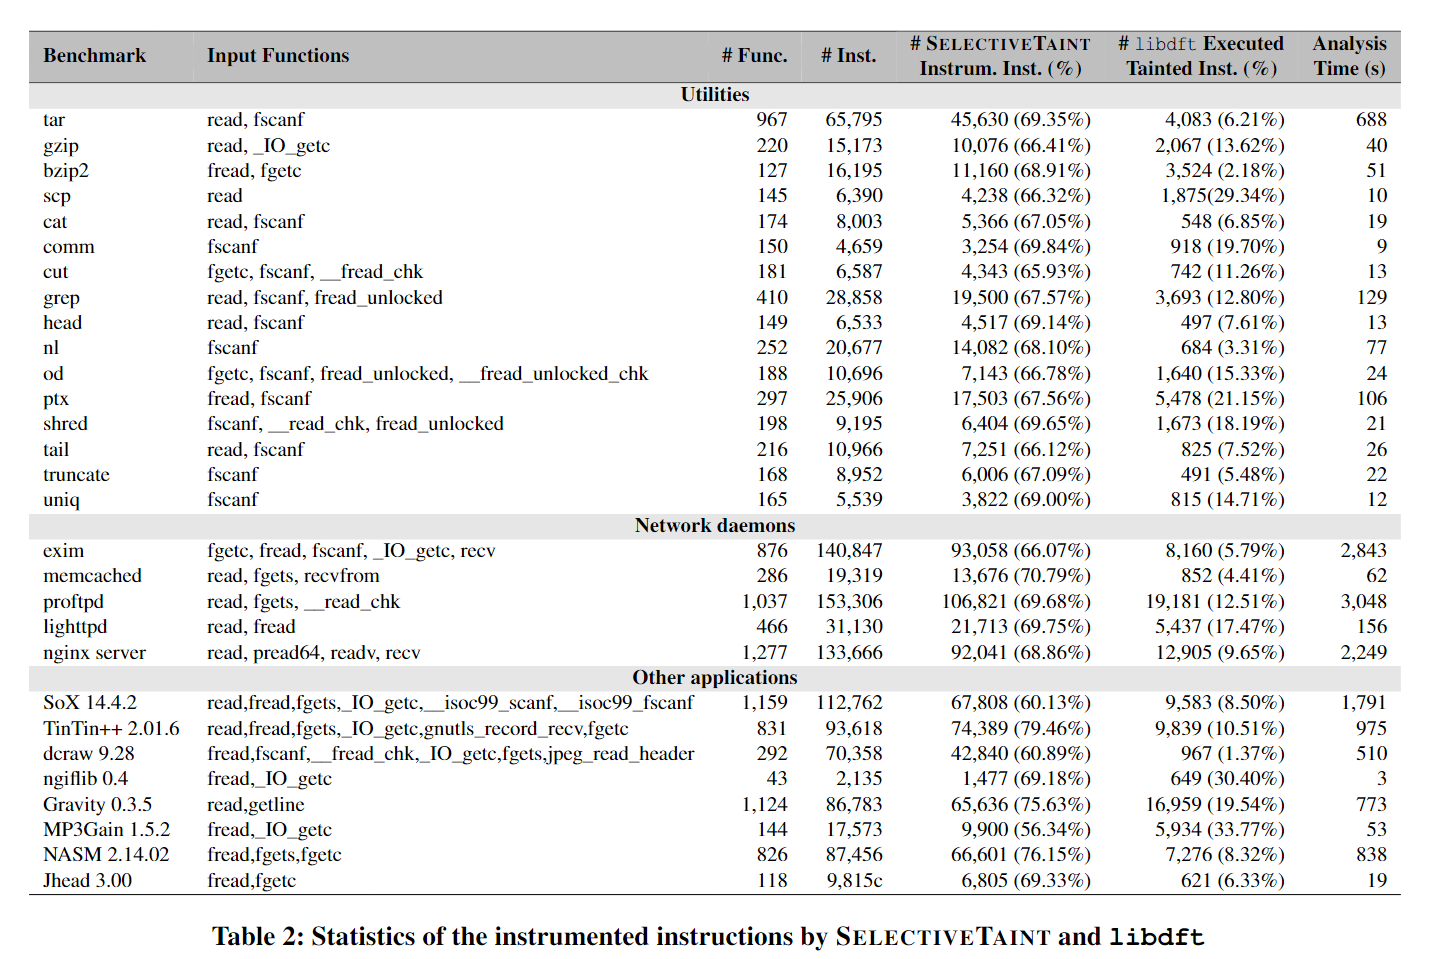 Benchmark Input Functions # Func. # Inst. # SELECTIVETAINT Instrum. Inst. (%) # libdft Executed Tainted Inst. (%) Analysis Time (s)
Utilities
tar read, fscanf 967 65,795 45,630 (69.35%) 4,083 (6.21%) 688
gzip read, _IO_getc 220 15,173 10,076 (66.41%) 2,067 (13.62%) 40
bzip2 fread, fgetc 127 16,195 11,160 (68.91%) 3,524 (2.18%) 51
scp read 145 6,390 4,238 (66.32%) 1,875(29.34%) 10
cat read, fscanf 174 8,003 5,366 (67.05%) 548 (6.85%) 19
comm fscanf 150 4,659 3,254 (69.84%) 918 (19.70%) 9
cut fgetc, fscanf, __fread_chk 181 6,587 4,343 (65.93%) 742 (11.26%) 13
grep read, fscanf, fread_unlocked 410 28,858 19,500 (67.57%) 3,693 (12.80%) 129
head read, fscanf 149 6,533 4,517 (69.14%) 497 (7.61%) 13
nl fscanf 252 20,677 14,082 (68.10%) 684 (3.31%) 77
od fgetc, fscanf, fread_unlocked, __fread_unlocked_chk 188 10,696 7,143 (66.78%) 1,640 (15.33%) 24
ptx fread, fscanf 297 25,906 17,503 (67.56%) 5,478 (21.15%) 106
shred fscanf, __read_chk, fread_unlocked 198 9,195 6,404 (69.65%) 1,673 (18.19%) 21
tail read, fscanf 216 10,966 7,251 (66.12%) 825 (7.52%) 26
truncate fscanf 168 8,952 6,006 (67.09%) 491 (5.48%) 22
uniq fscanf 165 5,539 3,822 (69.00%) 815 (14.71%) 12
Network daemons
exim fgetc, fread, fscanf, _IO_getc, recv 876 140,847 93,058 (66.07%) 8,160 (5.79%) 2,843
memcached read, fgets, recvfrom 286 19,319 13,676 (70.79%) 852 (4.41%) 62
proftpd read, fgets, __read_chk 1,037 153,306 106,821 (69.68%) 19,181 (12.51%) 3,048
lighttpd read, fread 466 31,130 21,713 (69.75%) 5,437 (17.47%) 156
nginx server read, pread64, readv, recv 1,277 133,666 92,041 (68.86%) 12,905 (9.65%) 2,249
Other applications
SoX 14.4.2 read,fread,fgets,_IO_getc,__isoc99_scanf,__isoc99_fscanf 1,159 112,762 67,808 (60.13%) 9,583 (8.50%) 1,791
TinTin++ 2.01.6 read,fread,fgets,_IO_getc,gnutls_record_recv,fgetc 831 93,618 74,389 (79.46%) 9,839 (10.51%) 975
dcraw 9.28 fread,fscanf,__fread_chk,_IO_getc,fgets,jpeg_read_header 292 70,358 42,840 (60.89%) 967 (1.37%) 510
ngiflib 0.4 fread,_IO_getc 43 2,135 1,477 (69.18%) 649 (30.40%) 3
Gravity 0.3.5 read,getline 1,124 86,783 65,636 (75.63%) 16,959 (19.54%) 773
MP3Gain 1.5.2 fread,_IO_getc 144 17,573 9,900 (56.34%) 5,934 (33.77%) 53
NASM 2.14.02 fread,fgets,fgetc 826 87,456 66,601 (76.15%) 7,276 (8.32%) 838
Jhead 3.00 fread,fgetc 118 9,815c 6,805 (69.33%) 621 (6.33%) 19
Table 2: Statistics of the instrumented instructions by SELECTIVETAINT and libdft